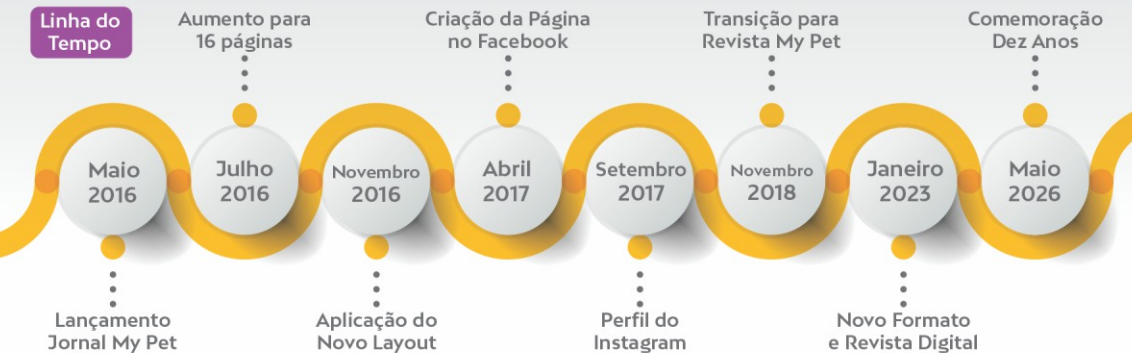 Linha do
Tempo
Aumento para
16 páginas
Criação da Página
no Facebook
Transição para
Revista My Pet
Comemoração
Dez Anos
Maio
2016
Julho
2016
Novembro
2016
Abril
2017
Setembro
2017
Novembro
2018
Janeiro
2023
Maio
2026
Lançamento
Jornal My Pet
Aplicação do
Novo Layout
Perfil do
Instagram
Novo Formato
e Revista Digital